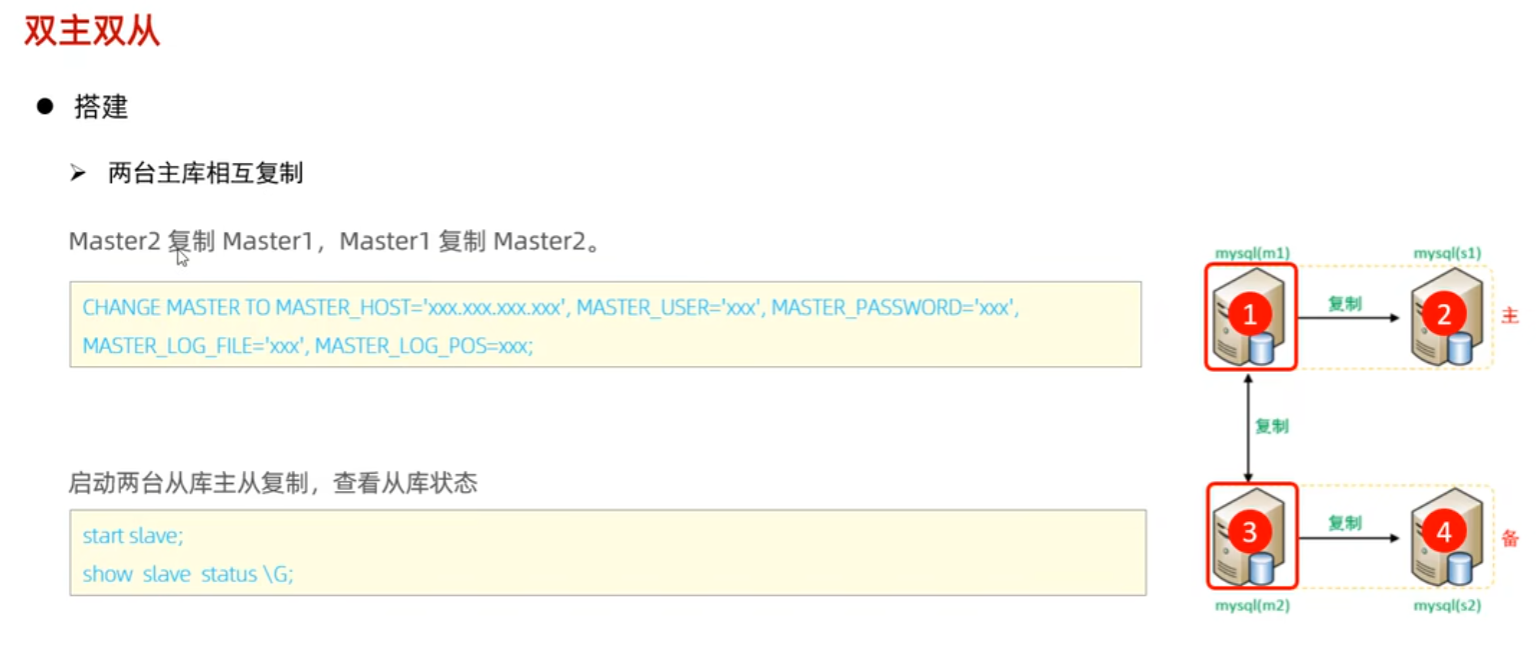 双主双从
搭建
两台主库相互复制
Master2 复制 Master1，Master1 复制 Master2。
CHANGE MASTER TO MASTER_HOST='xxx.xxx.xxx.xxx', MASTER_USER='xxx', MASTER_PASSWORD='xxx',
MASTER_LOG_FILE='xxx', MASTER_LOG_POS=xxx;
启动两台从库主从复制，查看从库状态
start slave;
show slave status \G;
mysql(m1)
mysql(s1)
1
复制
2
主
复制
3
复制
4
备
mysql(m2)
mysql(s2)